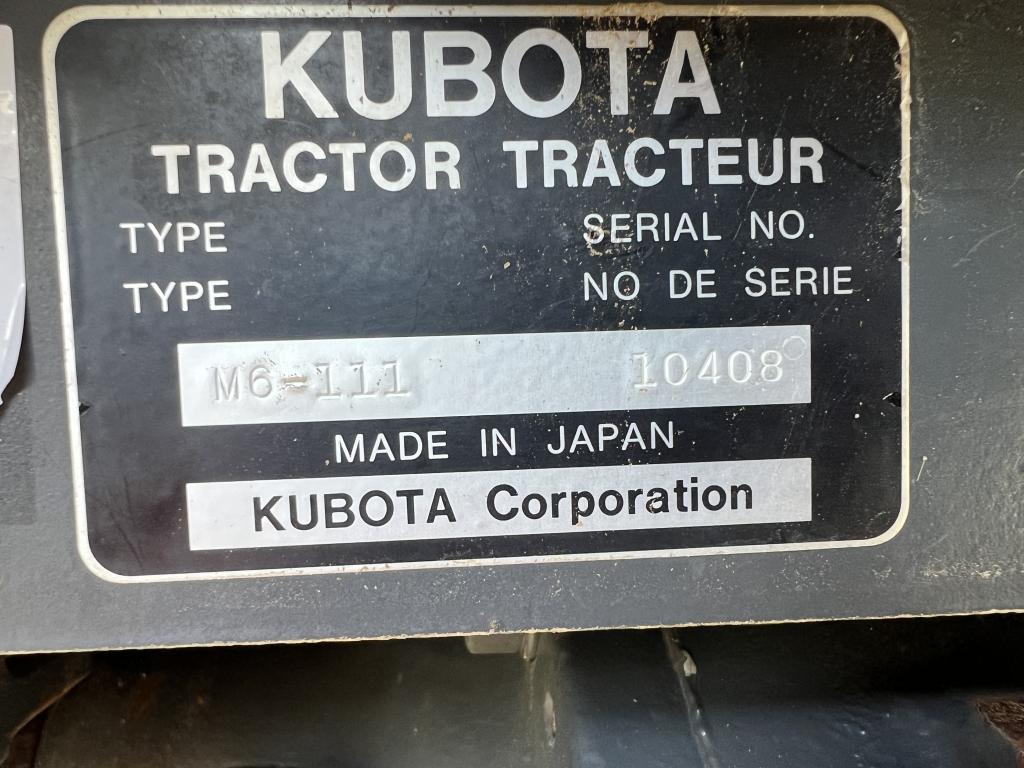 KUBOTA
TRACTOR TRACTEUR
TYPE SERIAL NO.
TYPE NO DE SERIE
M6-111 10408
MADE IN JAPAN
KUBOTA Corporation